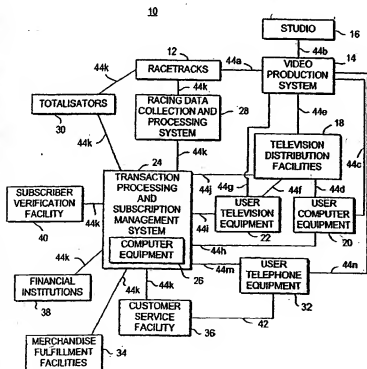 10
STUDIO
16
12
44a
44b
14
44k
RACETRACKS
VIDEO
PRODUCTION
SYSTEM
TOTALISATORS
30
44k
RACING DATA
COLLECTION AND
PROCESSING
SYSTEM
28
44e
18
44c
TELEVISION
DISTRIBUTION
FACILITIES
44k
24
44k
44j
44g
44f
44d
TRANSACTION
PROCESSING
AND
SUBSCRIPTION
MANAGEMENT
SYSTEM
SUBSCRIBER
VERIFICATION
FACILITY
40
44k
44i
USER
TELEVISION
EQUIPMENT
22
USER
COMPUTER
EQUIPMENT
20
COMPUTER
EQUIPMENT
26
44h
44m
44n
44k
44k
44k
USER
TELEPHONE
EQUIPMENT
32
FINANCIAL
INSTITUTIONS
38
CUSTOMER
SERVICE
FACILITY
36
42
MERCHANDISE
FULFILLMENT
FACILITIES
34